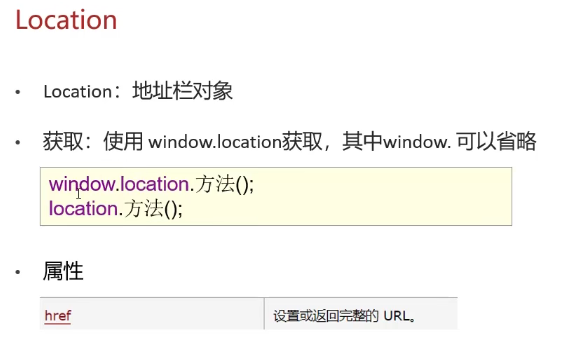 Location
• Location：地址栏对象
• 获取：使用 window.location获取，其中window. 可以省略
window.location.方法();
location.方法();
• 属性
href 设置或返回完整的 URL。